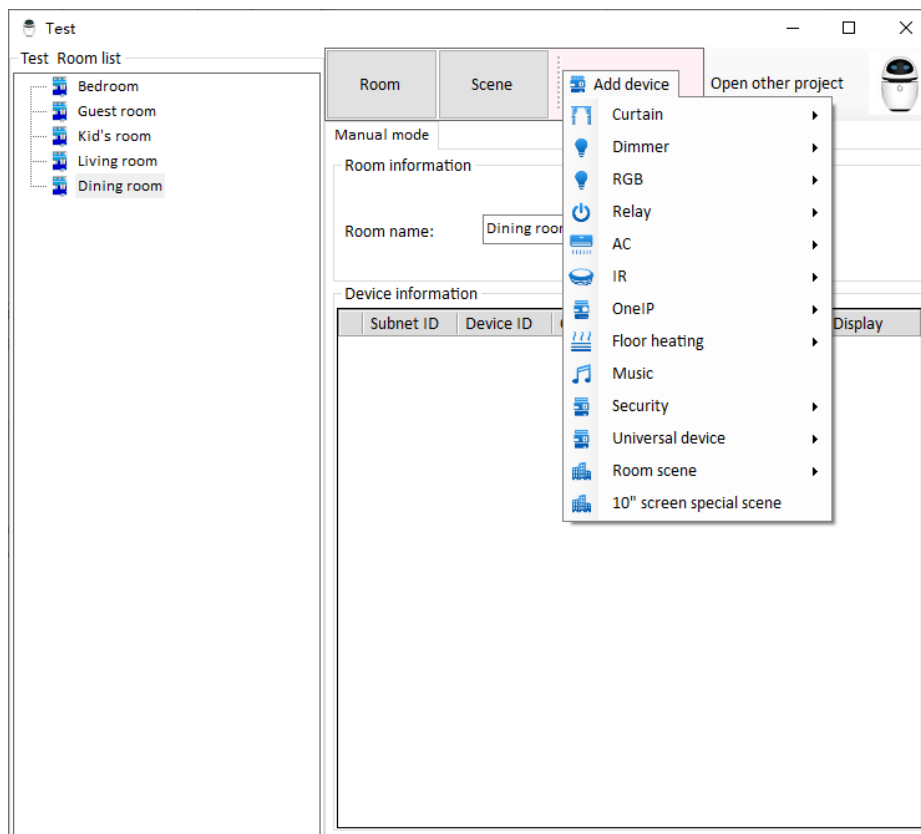 Test
Test Room list
Bedroom
Guest room
Kid's room
Living room
Dining room
Room
Scene
Add device
Open other project
Manual mode
Room information
Room name:
Dining
Device information
Subnet ID
Device ID
Display
Curtain
Dimmer
RGB
Relay
AC
IR
OneIP
Floor heating
Music
Security
Universal device
Room scene
10" screen special scene